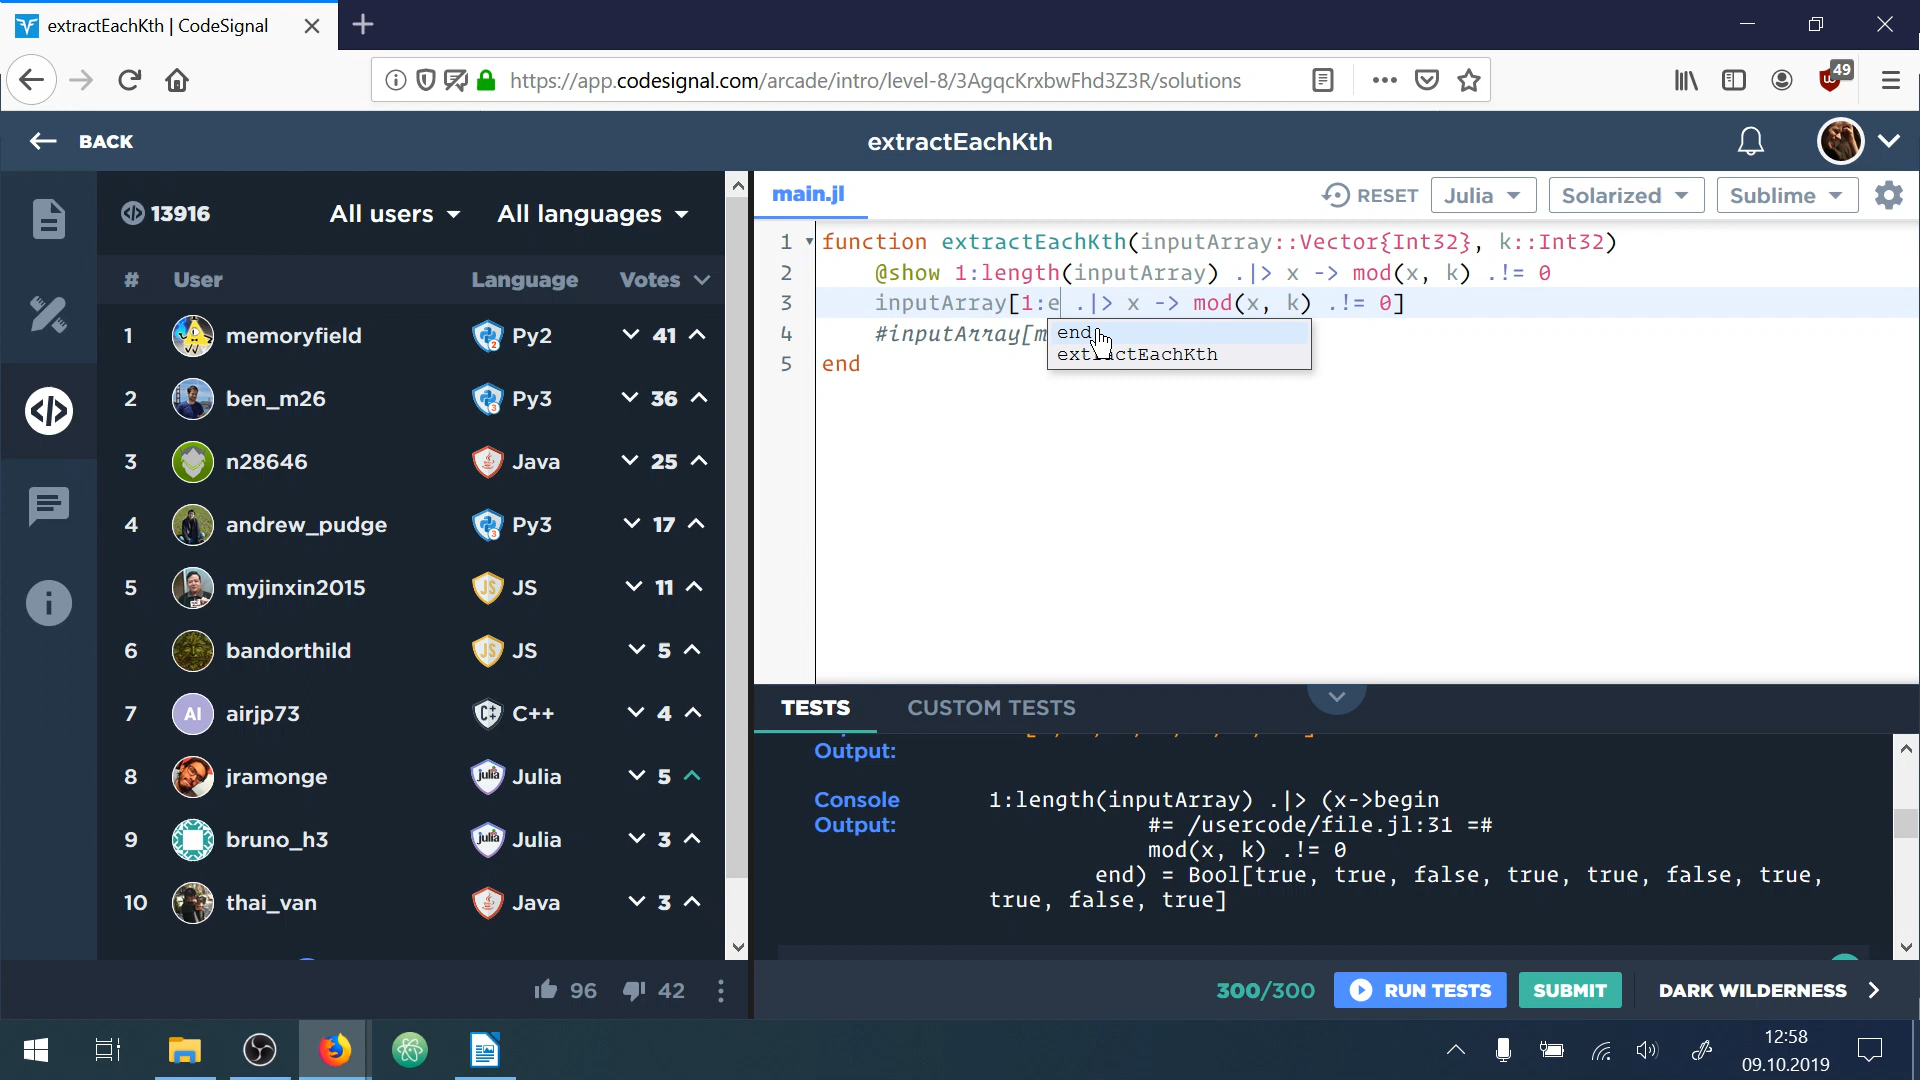 extractEachKth | CodeSignal
https://app.codesignal.com/arcade/intro/level-8/3AgqcKrxbwFhd3Z3R/solutions
49
BACK
extractEachKth
13916
All users
All languages
# User Language Votes
1 memoryfield Py2 41
2 ben_m26 Py3 36
3 n28646 Java 25
4 andrew_pudge Py3 17
5 myjinxin2015 JS JS 11
6 bandorthild JS JS 5
7 AI airjp73 C++ 4
8 jramonge julia Julia 5
9 bruno_h3 julia Julia 3
10 thai_van Java 3
96 42
main.jl
RESET
Julia
Solarized
Sublime
1 function extractEachKth(inputArray::Vector{Int32}, k::Int32)
2 @show 1:length(inputArray) .|> x -> mod(x, k) .!= 0
3 inputArray[1:e .|> x -> mod(x, k) .!= 0]
4 #inputArray[m
5 end
end
extractEachKth
TESTS
CUSTOM TESTS
Output:
Console
Output:
1:length(inputArray) .|> (x->begin
#= /usercode/file.jl:31 =#
mod(x, k) .!= 0
end) = Bool[true, true, false, true, true, false, true,
true, false, true]
300/300
RUN TESTS
SUBMIT
DARK WILDERNESS
12:58
09.10.2019